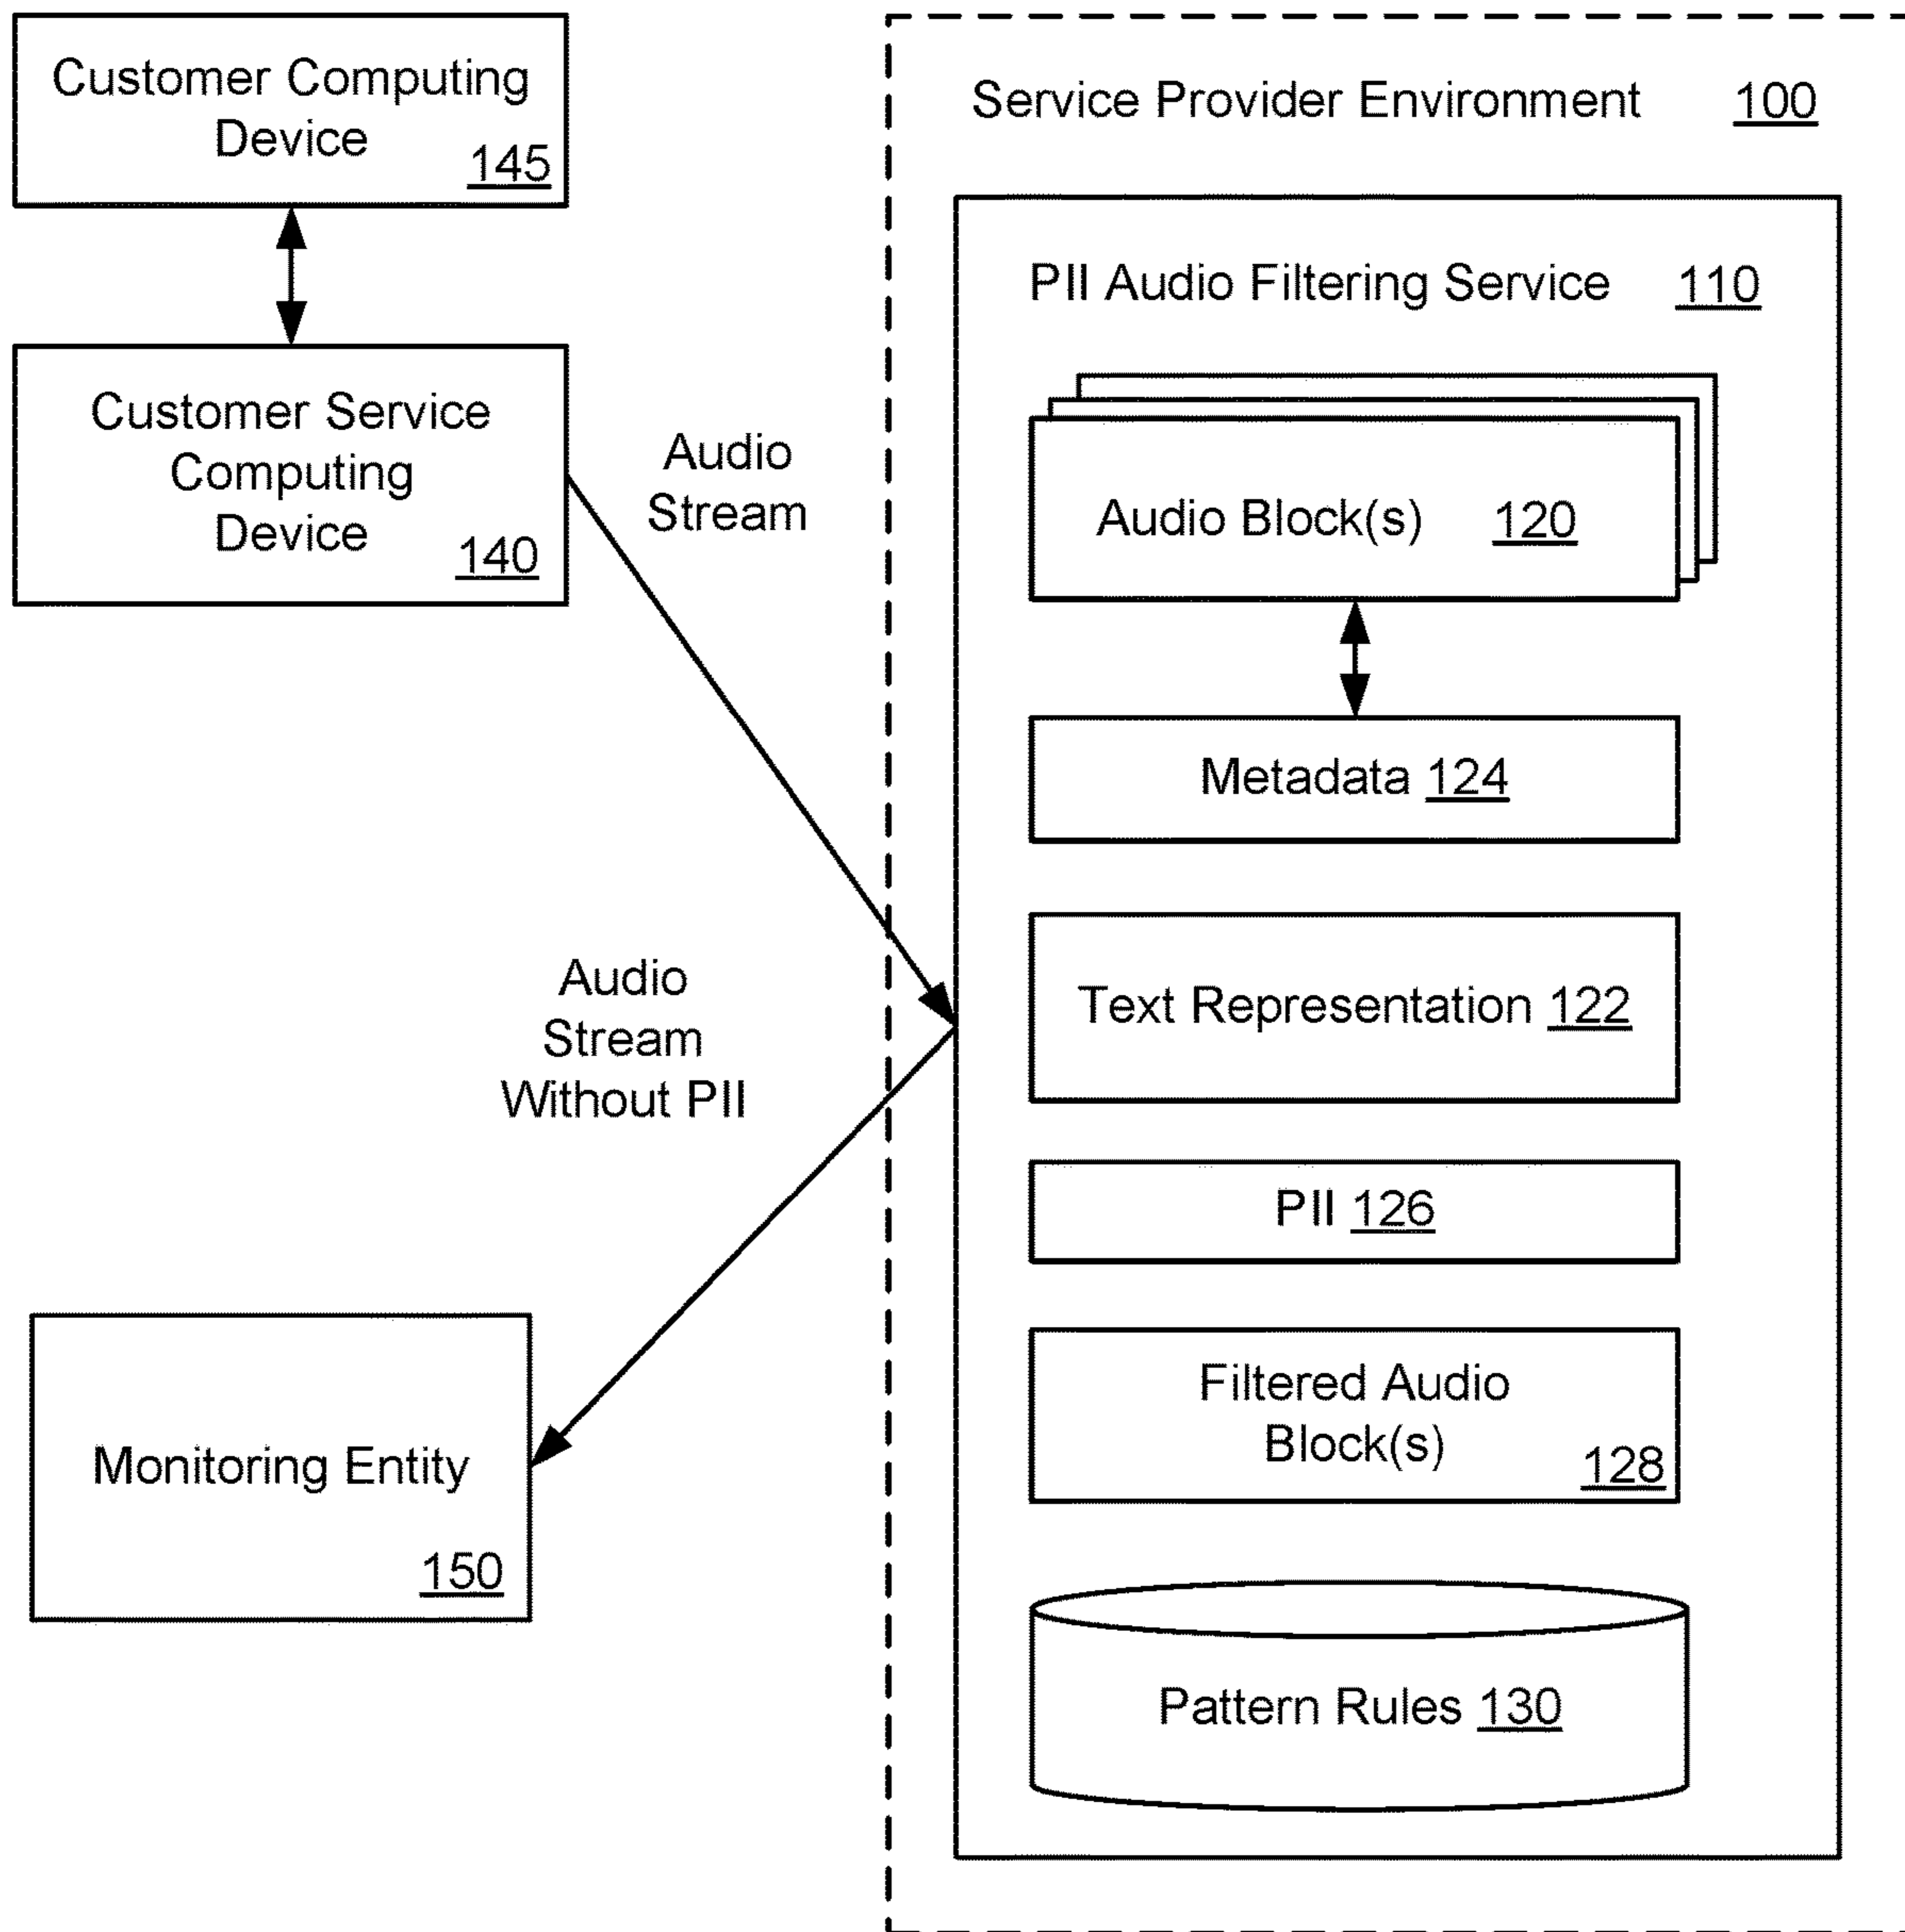 Customer Computing
Device
145
Customer Service
Computing
Device
140
Audio
Stream
Audio
Stream
Without PII
Monitoring Entity
150
Service Provider Environment 100
PII Audio Filtering Service 110
Audio Block(s) 120
Metadata 124
Text Representation 122
PII 126
Filtered Audio
Block(s)
128
Pattern Rules 130